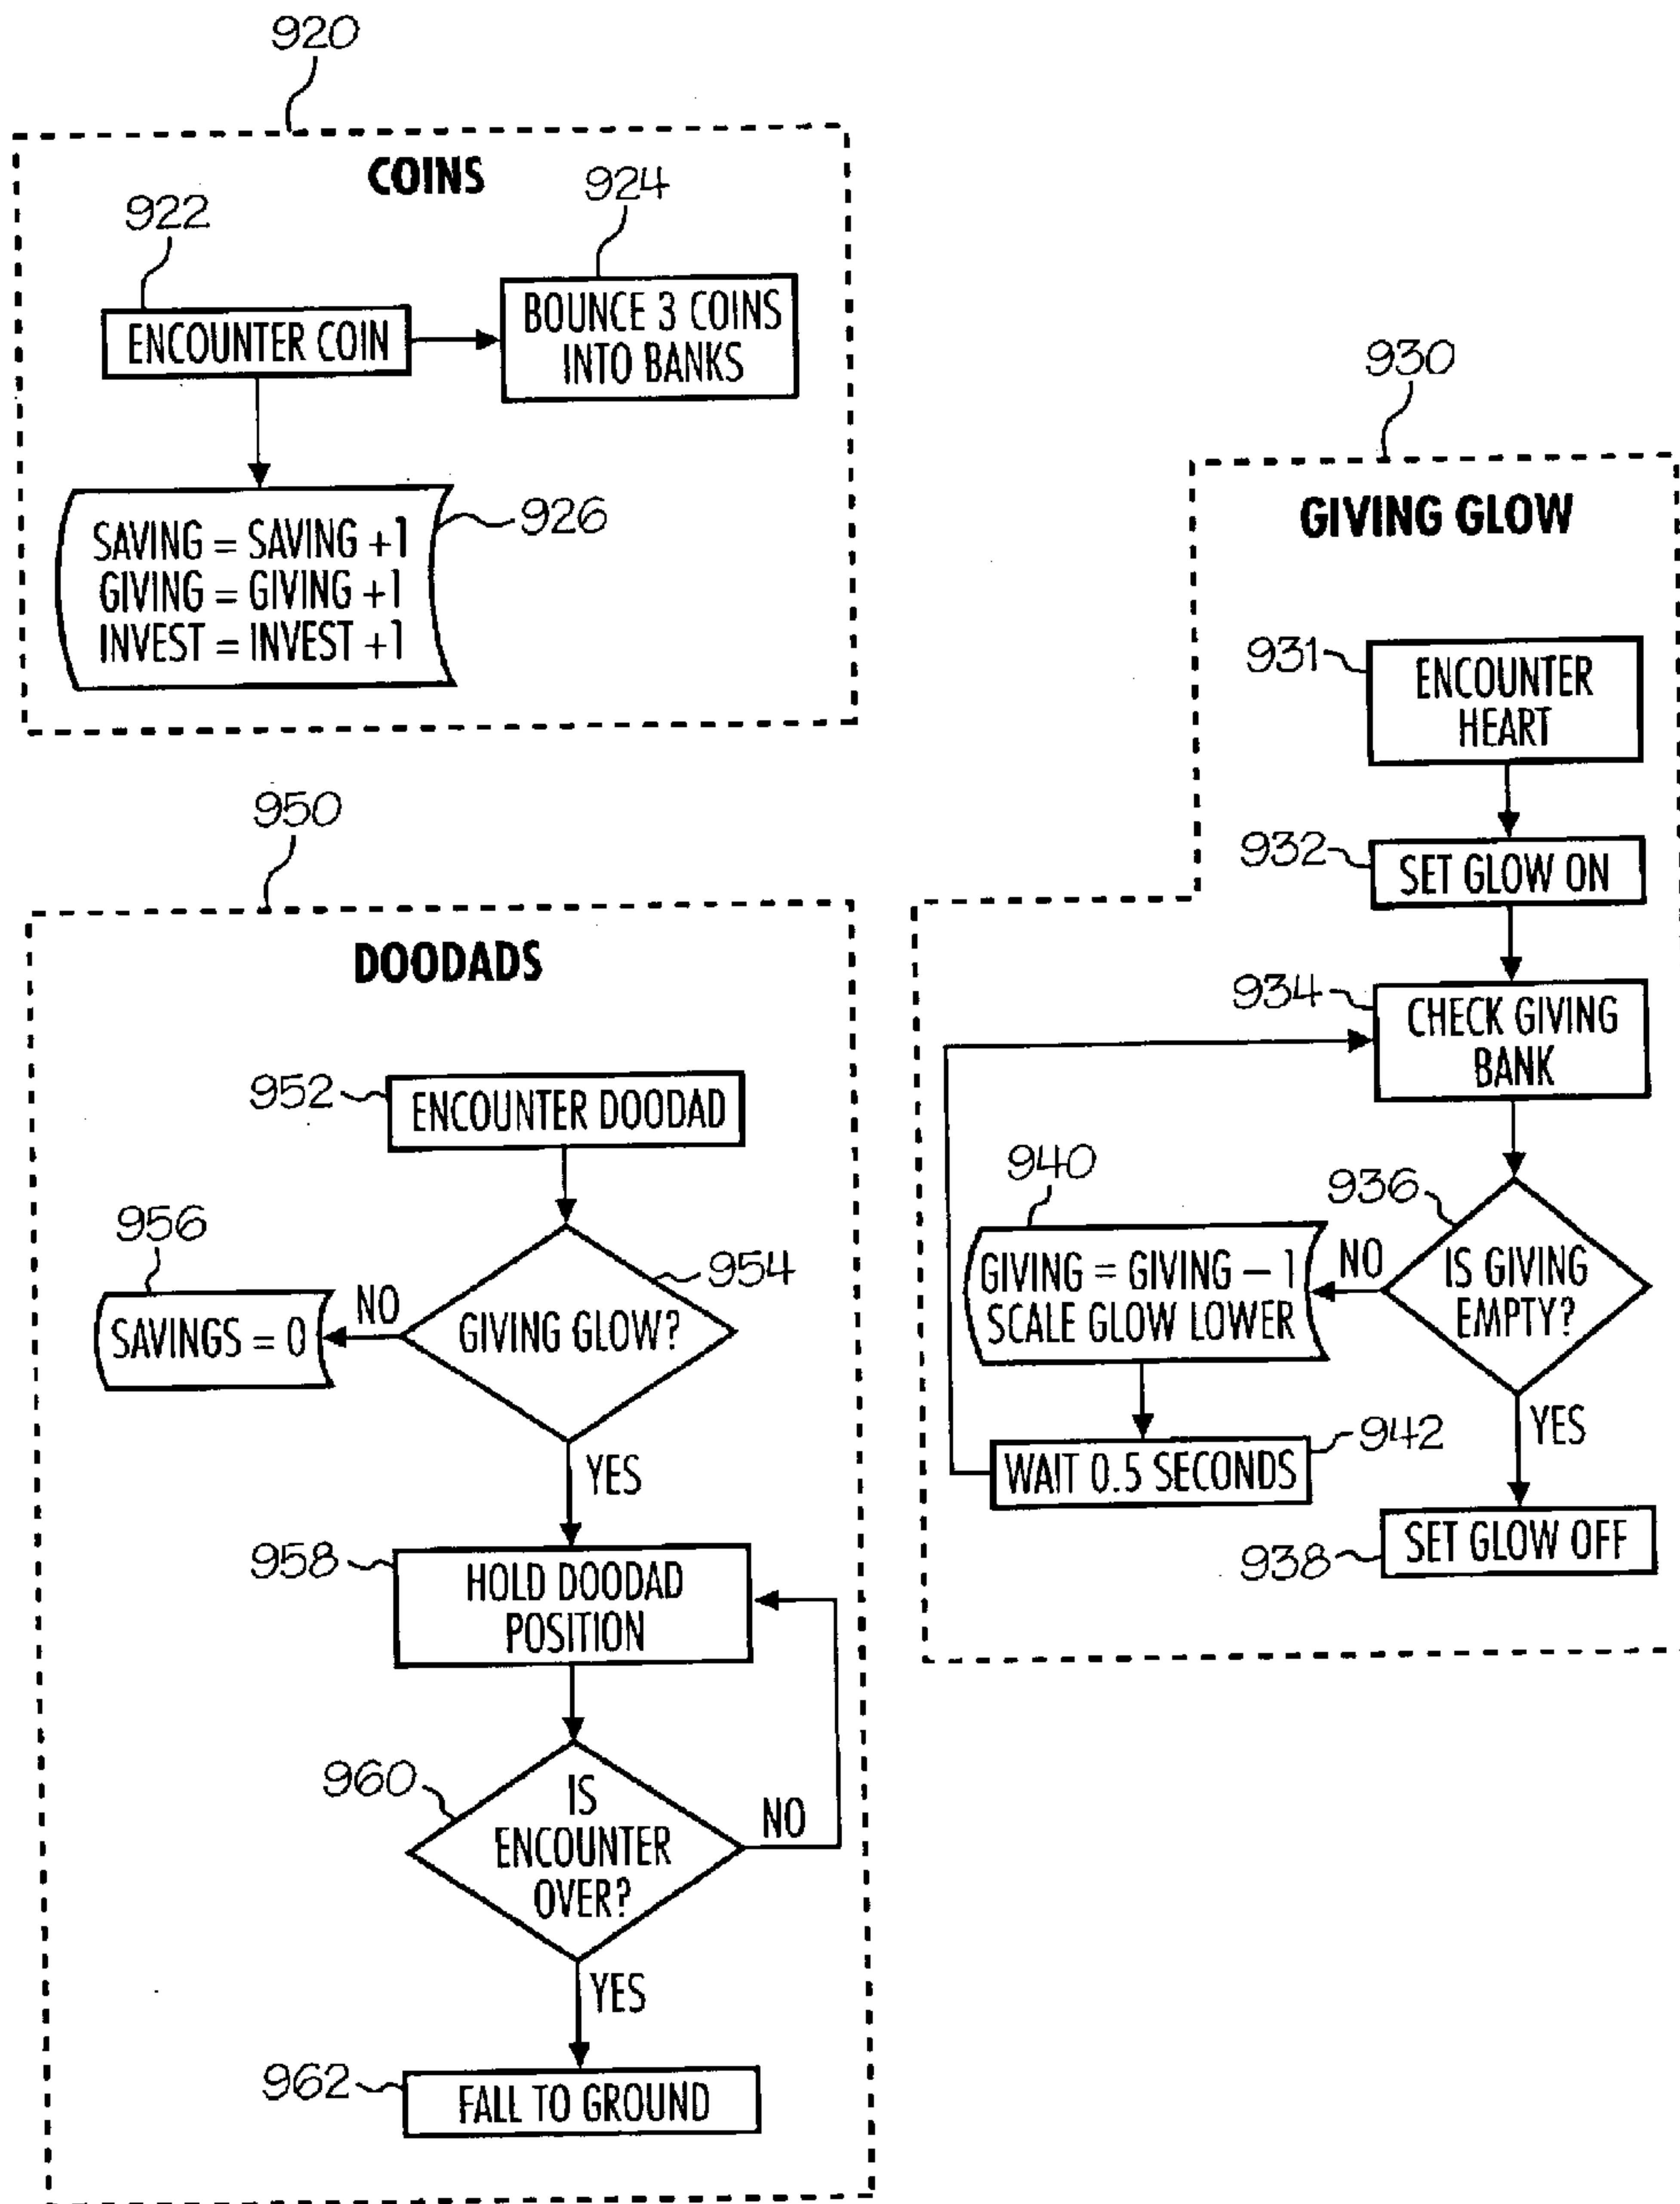 920
COINS
922
924
ENCOUNTER COIN
BOUNCE 3 COINS
INTO BANKS
926
SAVING = SAVING +1
GIVING = GIVING +1
INVEST = INVEST +1
930
GIVING GLOW
931
ENCOUNTER
HEART
932
SET GLOW ON
934
CHECK GIVING
BANK
936
IS GIVING
EMPTY?
NO
940
GIVING = GIVING – 1
SCALE GLOW LOWER
942
WAIT 0.5 SECONDS
YES
938
SET GLOW OFF
950
DOODADS
952
ENCOUNTER DOODAD
954
GIVING GLOW?
NO
956
SAVINGS = 0
YES
958
HOLD DOODAD
POSITION
960
IS
ENCOUNTER
OVER?
NO
YES
962
FALL TO GROUND